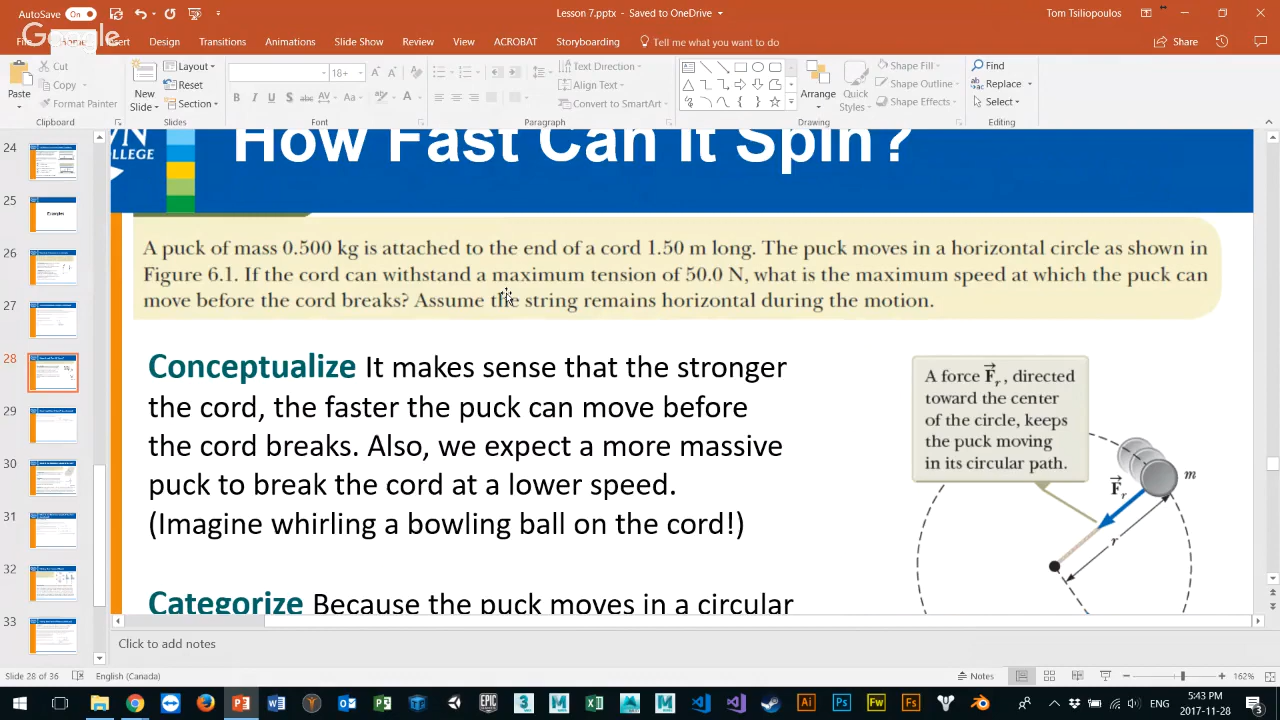 Lesson 7.pptx - Saved to OneDrive
Tom Tsiliopoulos
On
Game
Insert Design Transitions Animations Slide Show Review View ACROBAT Storyboarding Tell me what you want to do
Share
Paste
Cut
Copy
Format Painter
Clipboard
New
Slide
Layout
Reset
Section
Slides
18+
Font
Text Direction
Align Text
Convert to SmartArt
Paragraph
Arrange
Quick
Styles
Shape Fill
Shape Outline
Shape Effects
Drawing
Find
Replace
Select
Editing
24
25
26
27
28
29
30
31
32
33
How Fast Can It Spin?
A puck of mass 0.500 kg is attached to the end of a cord 1.50 m long. The puck moves in a horizontal circle as shown in
Figure 6.1. If the cord can withstand a maximum tension of 50.0 N, what is the maximum speed at which the puck can
move before the cord breaks? Assume the string remains horizontal during the motion.
Conceptualize It makes sense that the stronger
the cord, the faster the puck can move before
the cord breaks. Also, we expect a more massive
puck to break the cord at a lower speed.
(Imagine whirling a bowling ball on the cord!)
Categorize Because the puck moves in a circular
A force F⃗r, directed
toward the center
of the circle, keeps
the puck moving
in its circular path.
m
F⃗r
r
Click to add notes
Slide 28 of 36 English (Canada)
Notes
162%
ENG
5:43 PM
2017-11-28